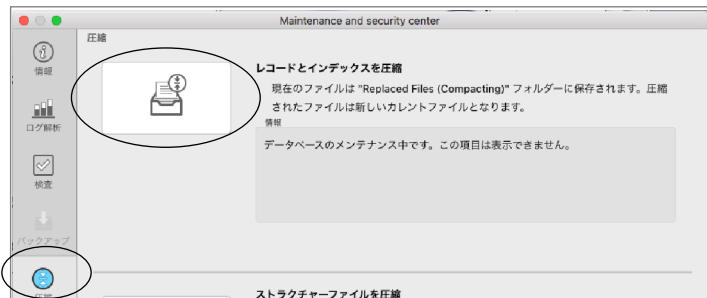 Maintenance and security center
圧縮
情報
レコードとインデックスを圧縮
現在のファイルは "Replaced Files (Compacting)" フォルダーに保存されます。圧縮
されたファイルは新しいカレントファイルとなります。
情報
データベースのメンテナンス中です。この項目は表示できません。
ログ解析
検査
バックアップ
圧縮
ストラクチャーファイルを圧縮